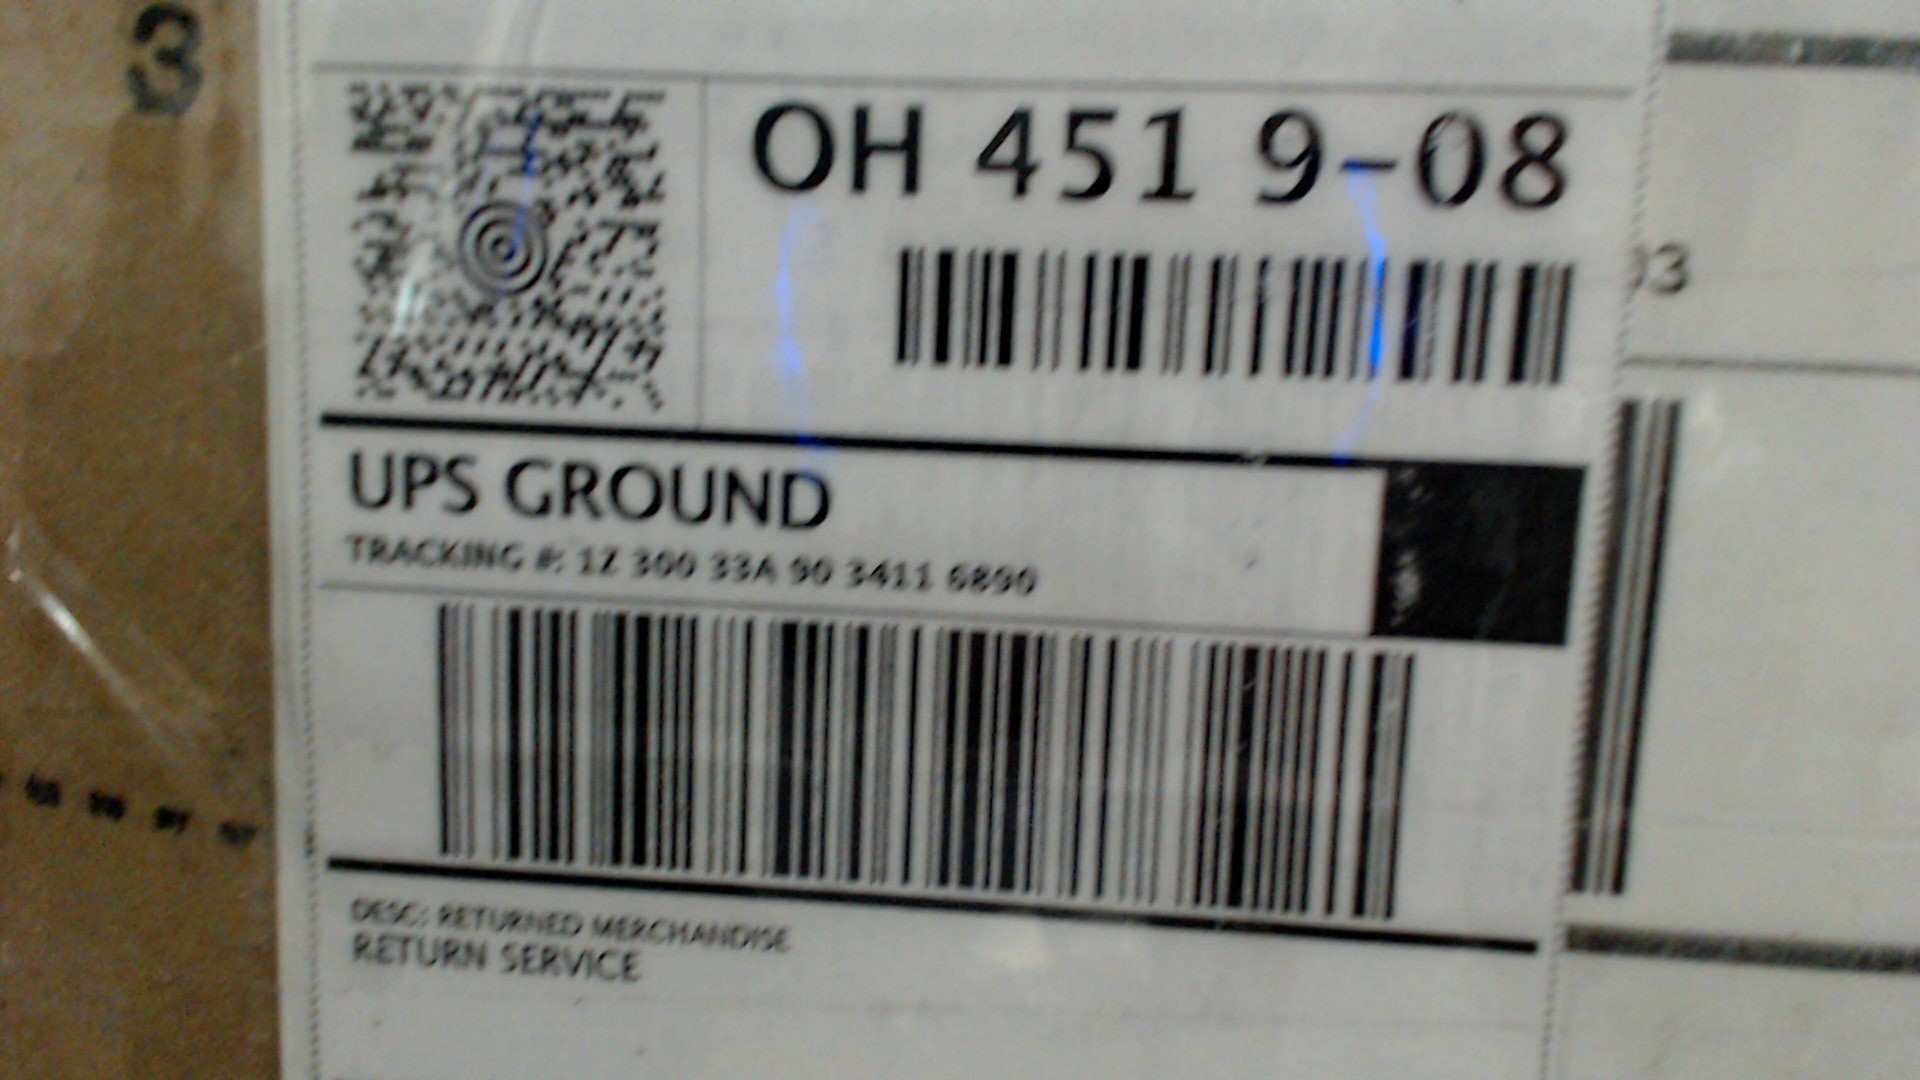 3
OH 451 9-08
03
UPS GROUND
TRACKING #: 1Z 300 33A 90 3411 6890
DESC: RETURNED MERCHANDISE
RETURN SERVICE